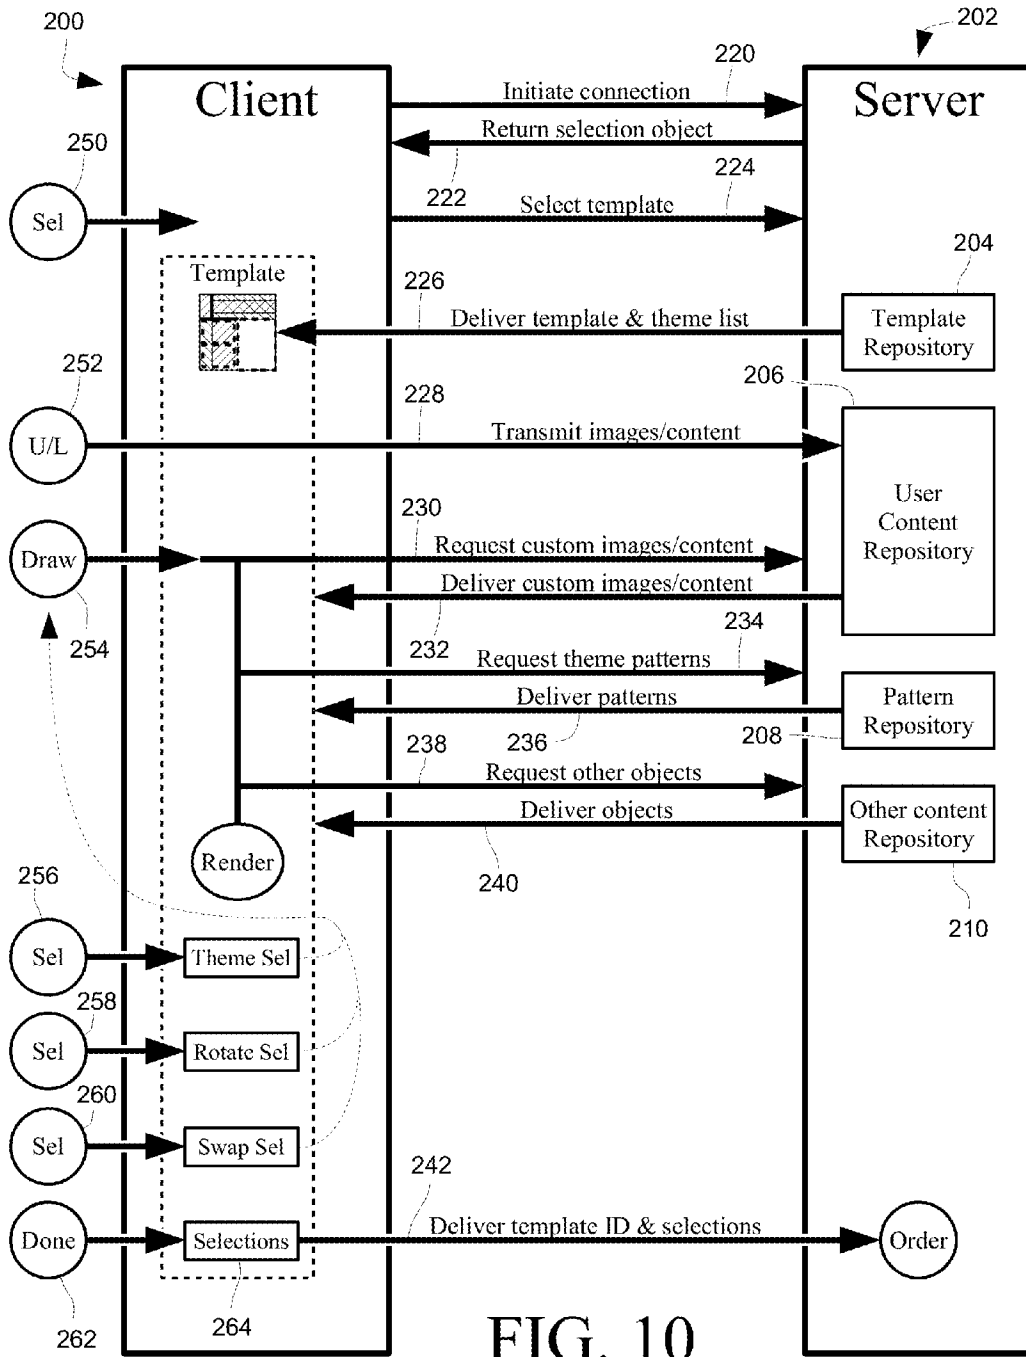 200
202
Client
Server
220
Initiate connection
Return selection object
222
224
250
Sel
Select template
Template
226
204
Deliver template & theme list
Template
Repository
252
228
206
U/L
Transmit images/content
User
Content
Repository
230
Draw
Request custom images/content
Deliver custom images/content
254
232
234
Request theme patterns
Deliver patterns
236
Pattern
Repository
208
238
Request other objects
Deliver objects
240
Other content
Repository
210
Render
256
Sel
Theme Sel
258
Sel
Rotate Sel
260
Sel
Swap Sel
242
Done
Selections
Deliver template ID & selections
Order
262
264
FIG. 10